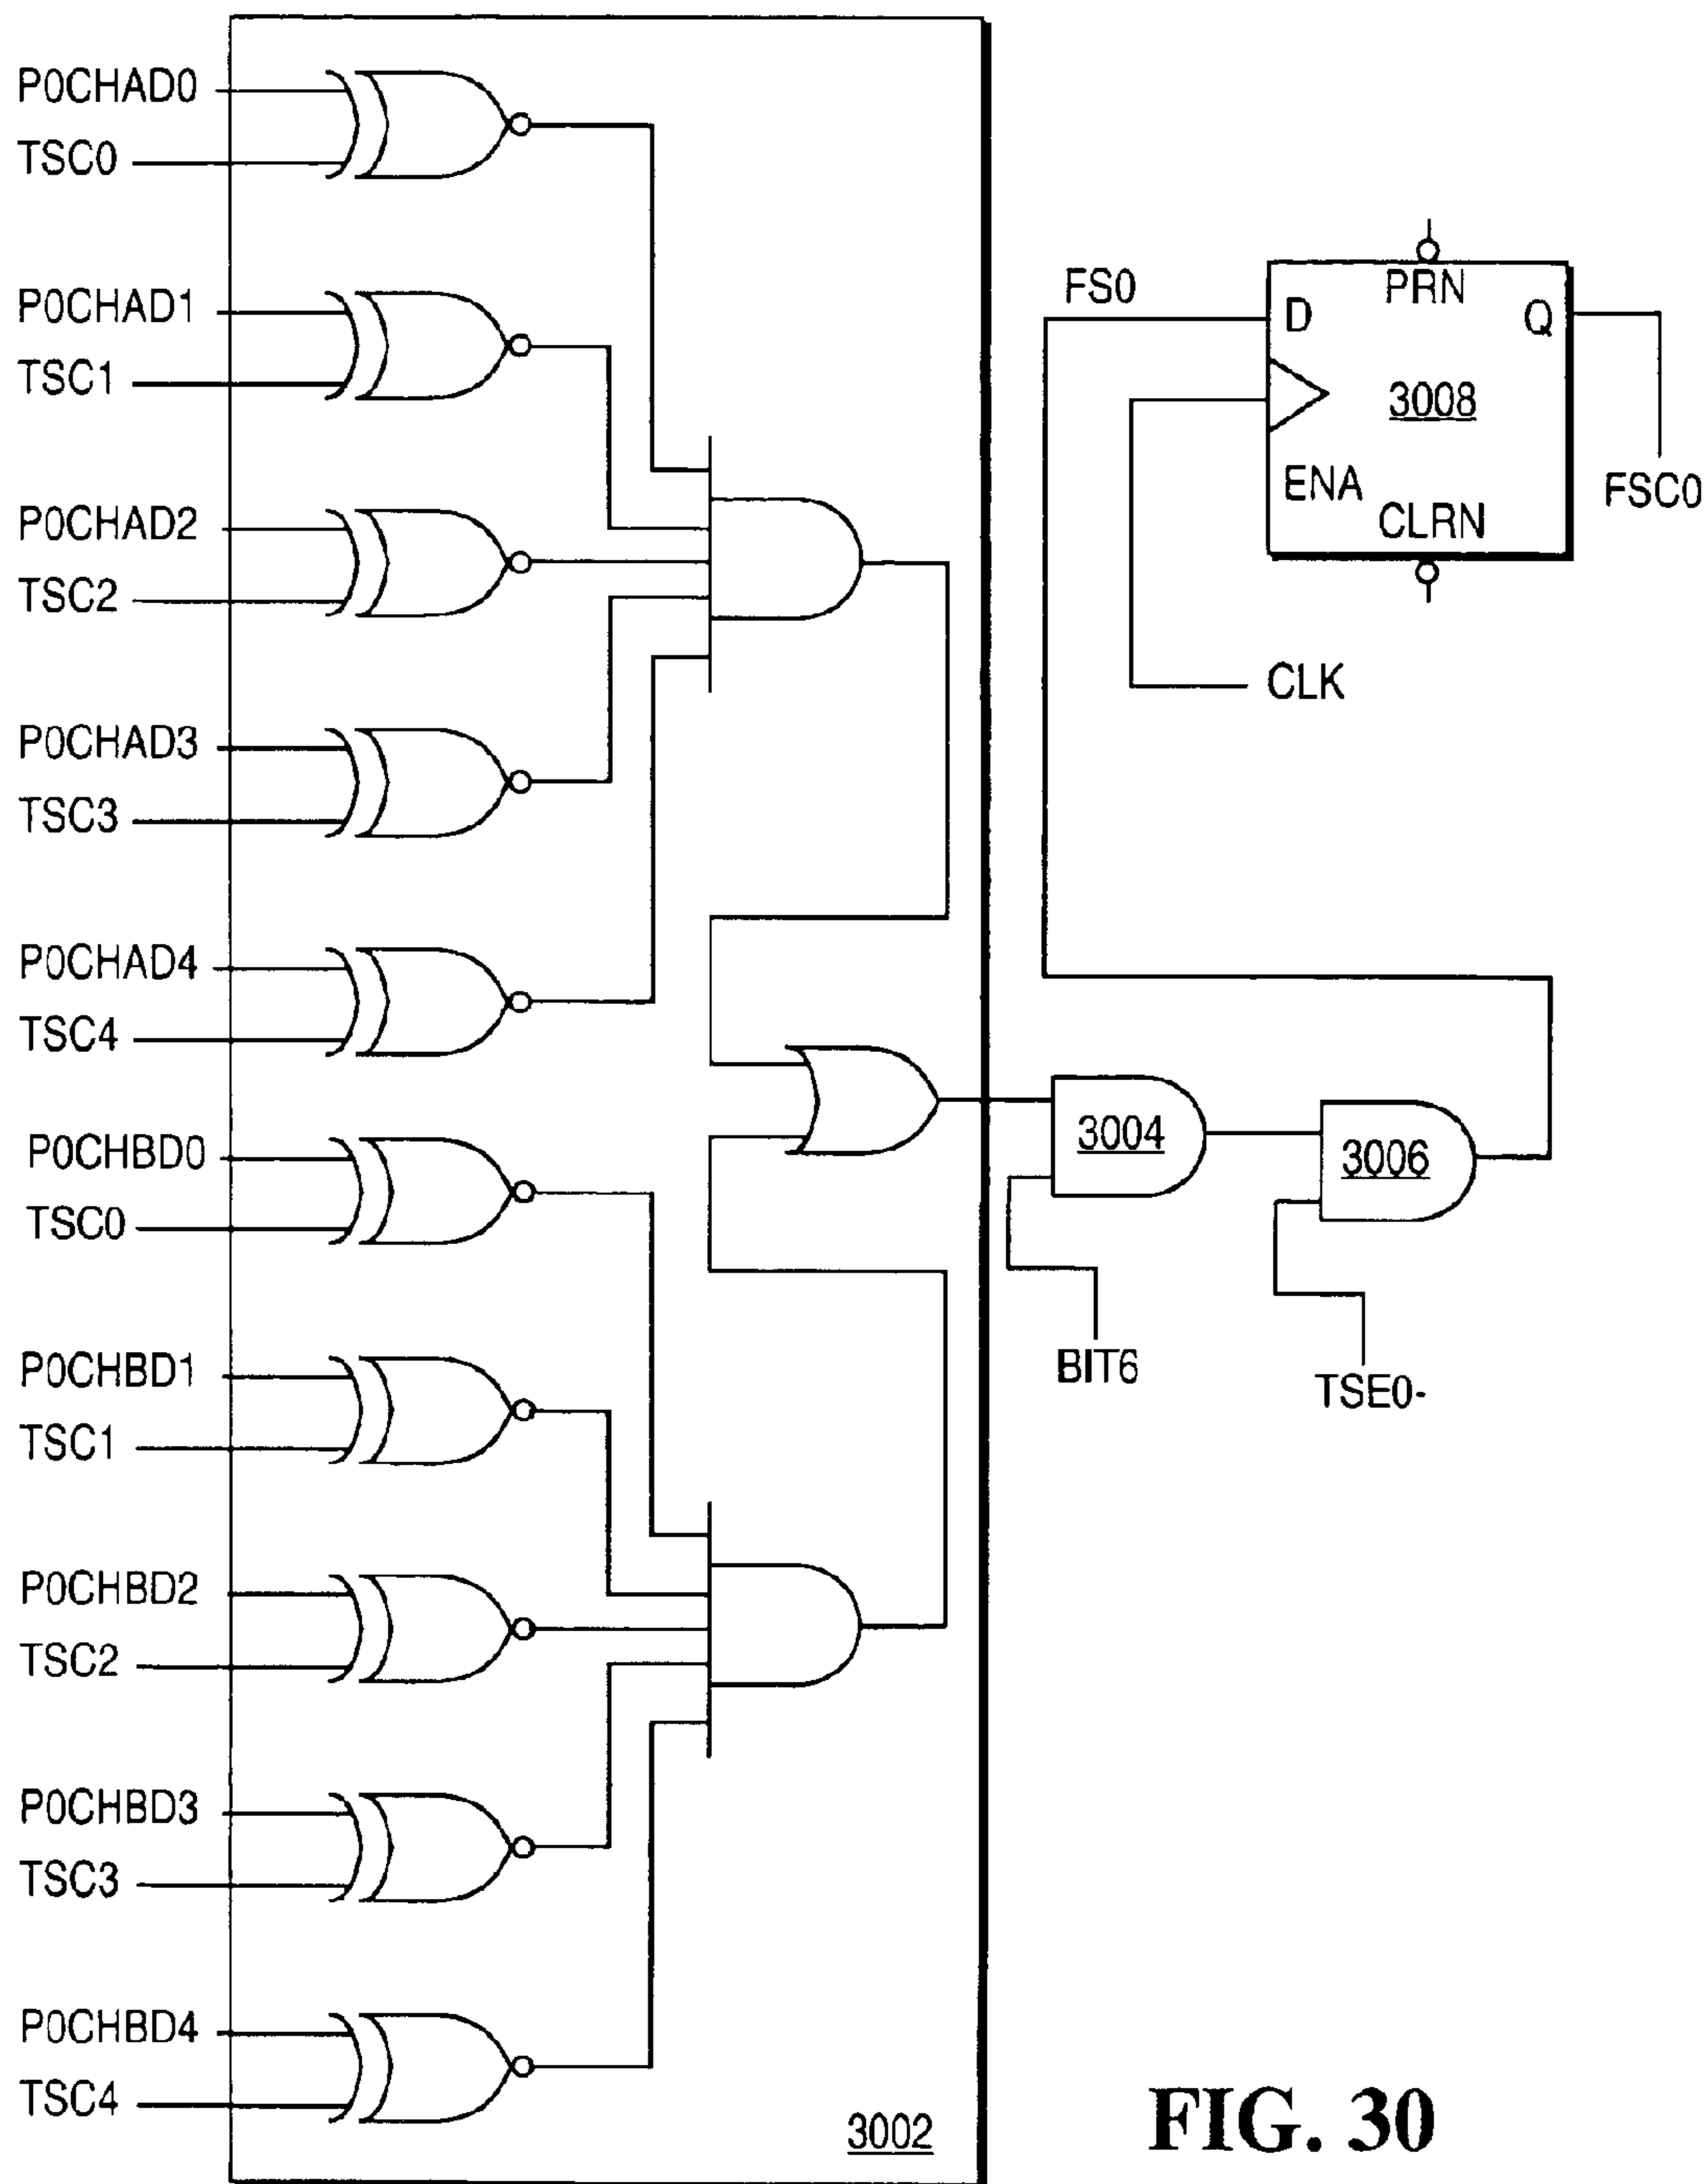 P0CHAD0
TSC0
P0CHAD1
TSC1
P0CHAD2
TSC2
P0CHAD3
TSC3
P0CHAD4
TSC4
P0CHBD0
TSC0
P0CHBD1
TSC1
P0CHBD2
TSC2
P0CHBD3
TSC3
P0CHBD4
TSC4
3002
3004
BIT6
3006
TSE0-
FS0
D
PRN
Q
3008
ENA
CLRN
FSC0
CLK
FIG. 30